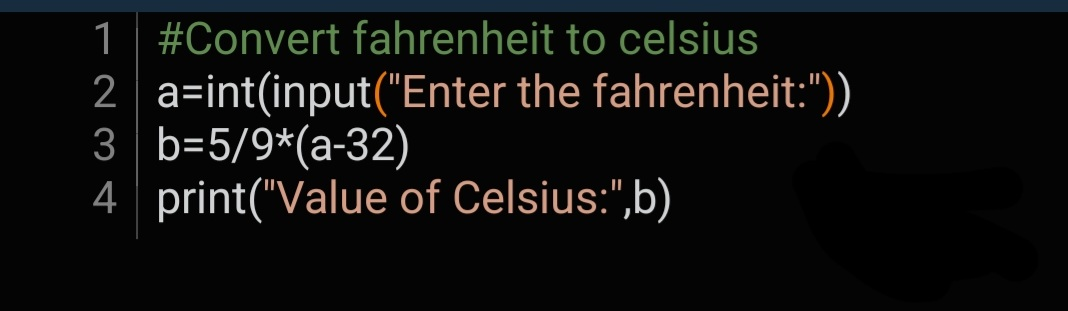 1 #Convert fahrenheit to celsius
2 a=int(input("Enter the fahrenheit:"))
3 b=5/9*(a-32)
4 print("Value of Celsius:",b)